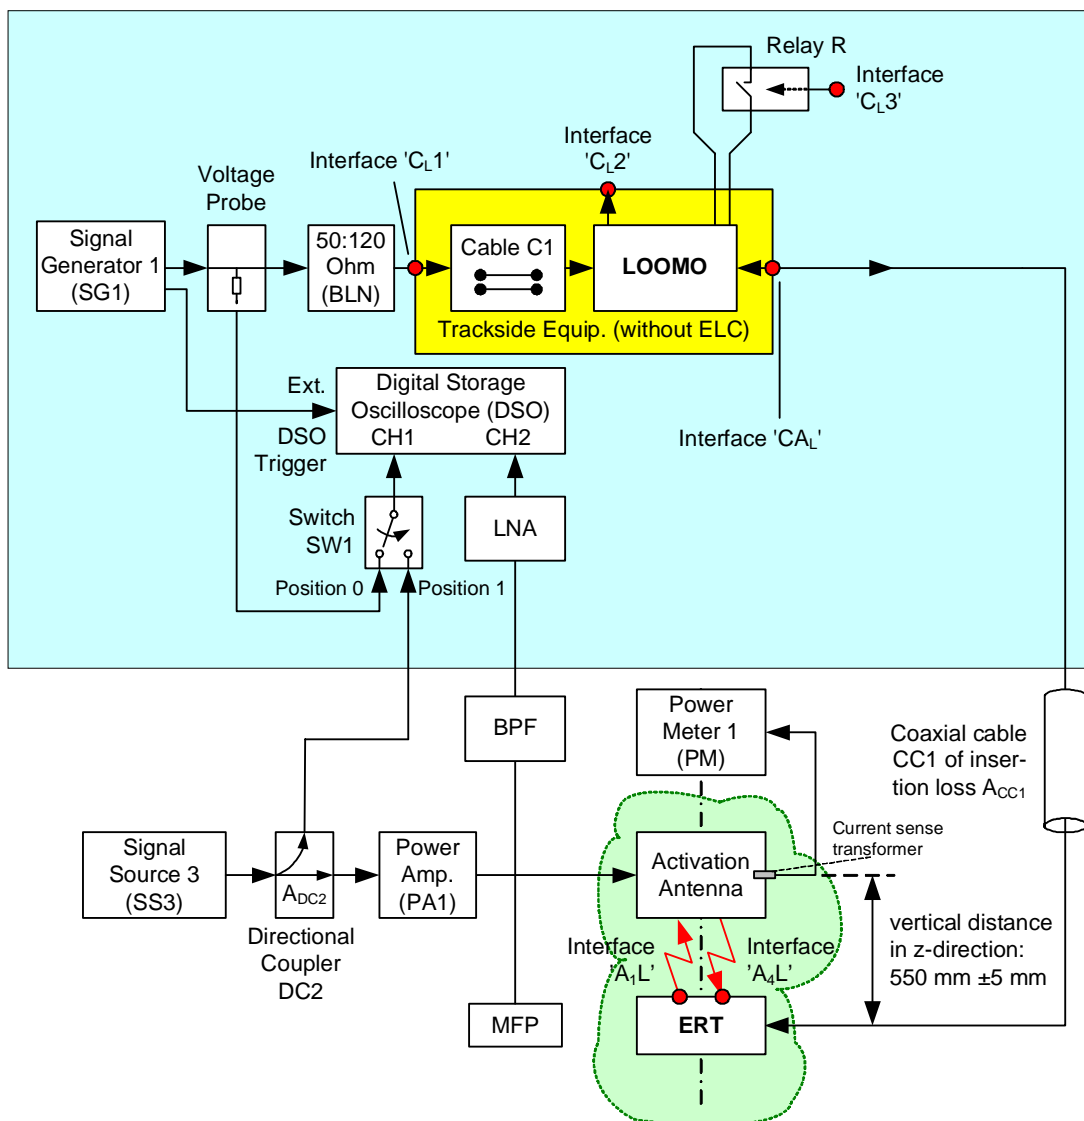 Relay R
Interface
'CL3'
Interface
'CL2'
Interface 'CL1'
Voltage
Probe
Signal
Generator 1
(SG1)
50:120
Ohm
(BLN)
Cable C1
LOOMO
Trackside Equip. (without ELC)
Ext.
DSO
Trigger
Digital Storage
Oscilloscope (DSO)
CH1
CH2
Interface 'CAL'
Switch
SW1
LNA
Position 0
Position 1
BPF
Power
Meter 1
(PM)
Coaxial cable
CC1 of inser-
tion loss ACC1
Current sense
transformer
Signal
Source 3
(SS3)
ADC2
Power
Amp.
(PA1)
Activation
Antenna
Directional
Coupler
DC2
Interface
'A1L'
Interface
'A4L'
vertical distance
in z-direction:
550 mm ±5 mm
MFP
ERT